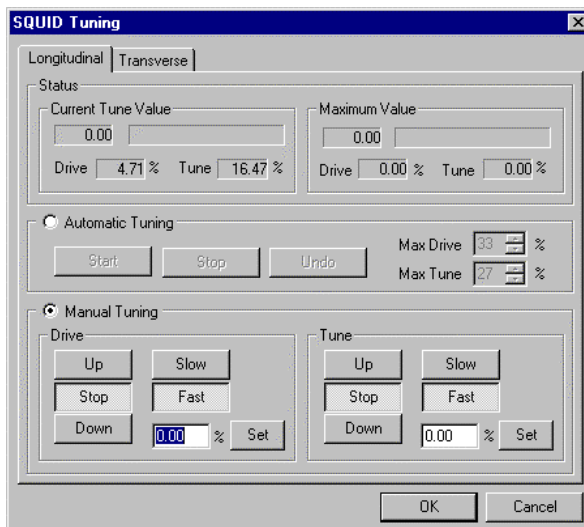 SQUID Tuning
Longitudinal Transverse
Status
Current Tune Value
0.00
Drive 4.71 % Tune 16.47 %
Maximum Value
0.00
Drive 0.00 % Tune 0.00 %
Automatic Tuning
Start Stop Undo
Max Drive 33 %
Max Tune 27 %
Manual Tuning
Drive
Up Slow
Stop Fast
Down 0.00 % Set
Tune
Up Slow
Stop Fast
Down 0.00 % Set
OK Cancel